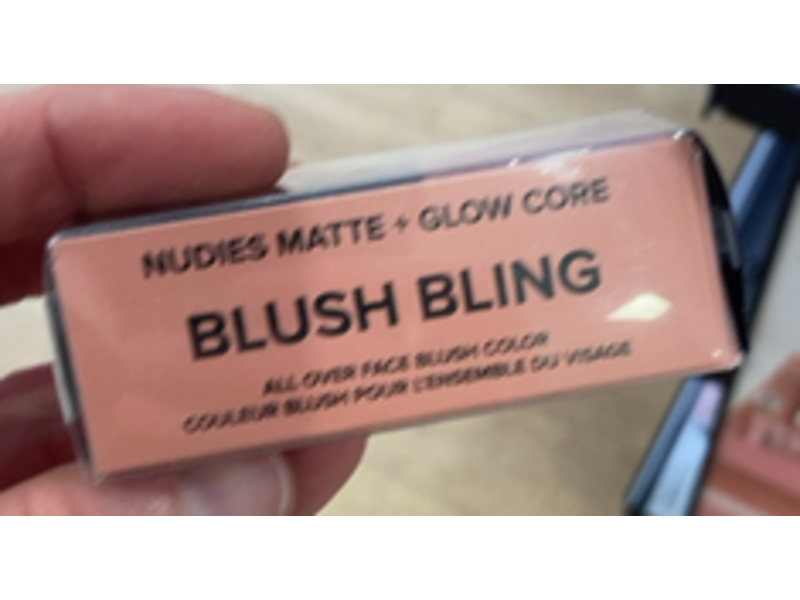 NUDIES MATTE + GLOW CORE
BLUSH BLING
ALL OVER FACE BLUSH COLOR
COULEUR BLUSH POUR L'ENSEMBLE DU VISAGE